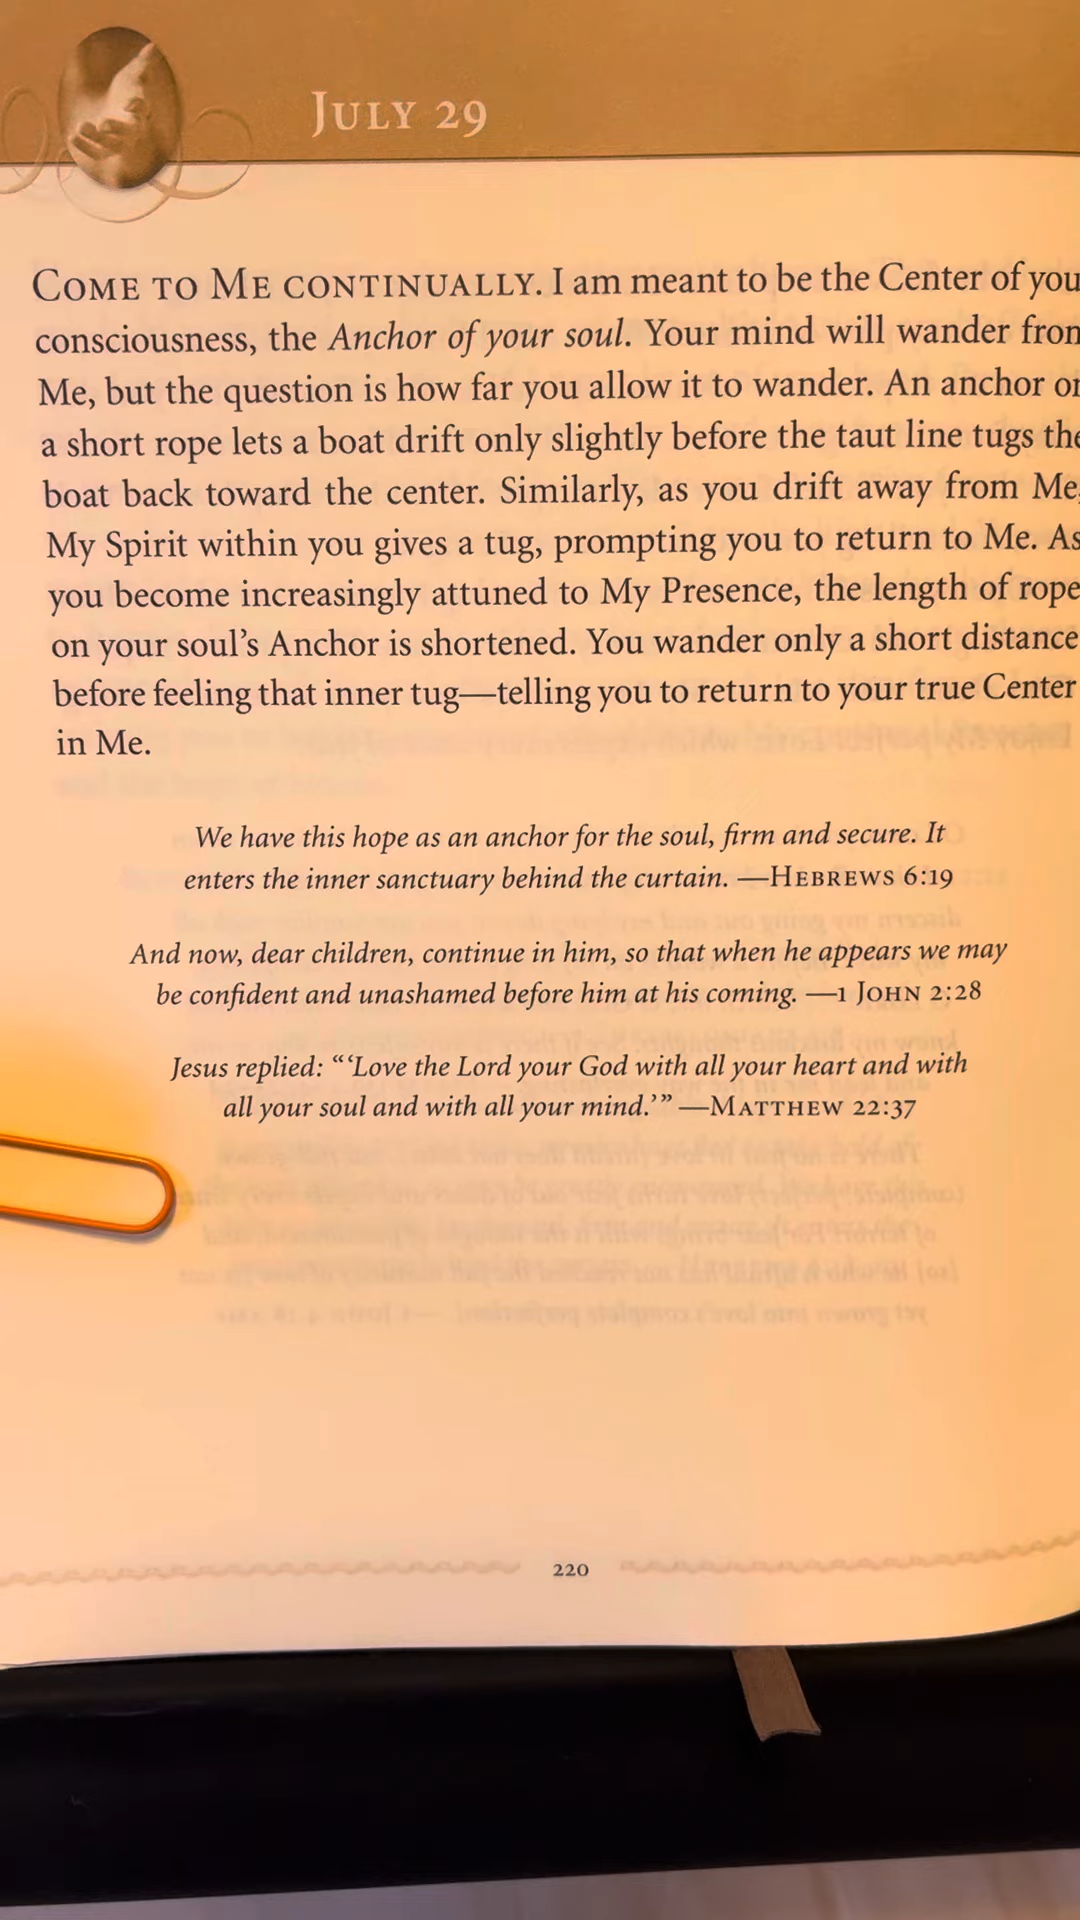 JULY 29
COME TO ME CONTINUALLY. I am meant to be the Center of you
consciousness, the Anchor of your soul. Your mind will wander from
Me, but the question is how far you allow it to wander. An anchor on
a short rope lets a boat drift only slightly before the taut line tugs the
boat back toward the center. Similarly, as you drift away from Me,
My Spirit within you gives a tug, prompting you to return to Me. As
you become increasingly attuned to My Presence, the length of rope
on your soul's Anchor is shortened. You wander only a short distance
before feeling that inner tug—telling you to return to your true Center
in Me.
We have this hope as an anchor for the soul, firm and secure. It
enters the inner sanctuary behind the curtain. —HEBREWS 6:19
And now, dear children, continue in him, so that when he appears we may
be confident and unashamed before him at his coming. —1 JOHN 2:28
Jesus replied: "'Love the Lord your God with all your heart and with
all your soul and with all your mind.'" —MATTHEW 22:37
220